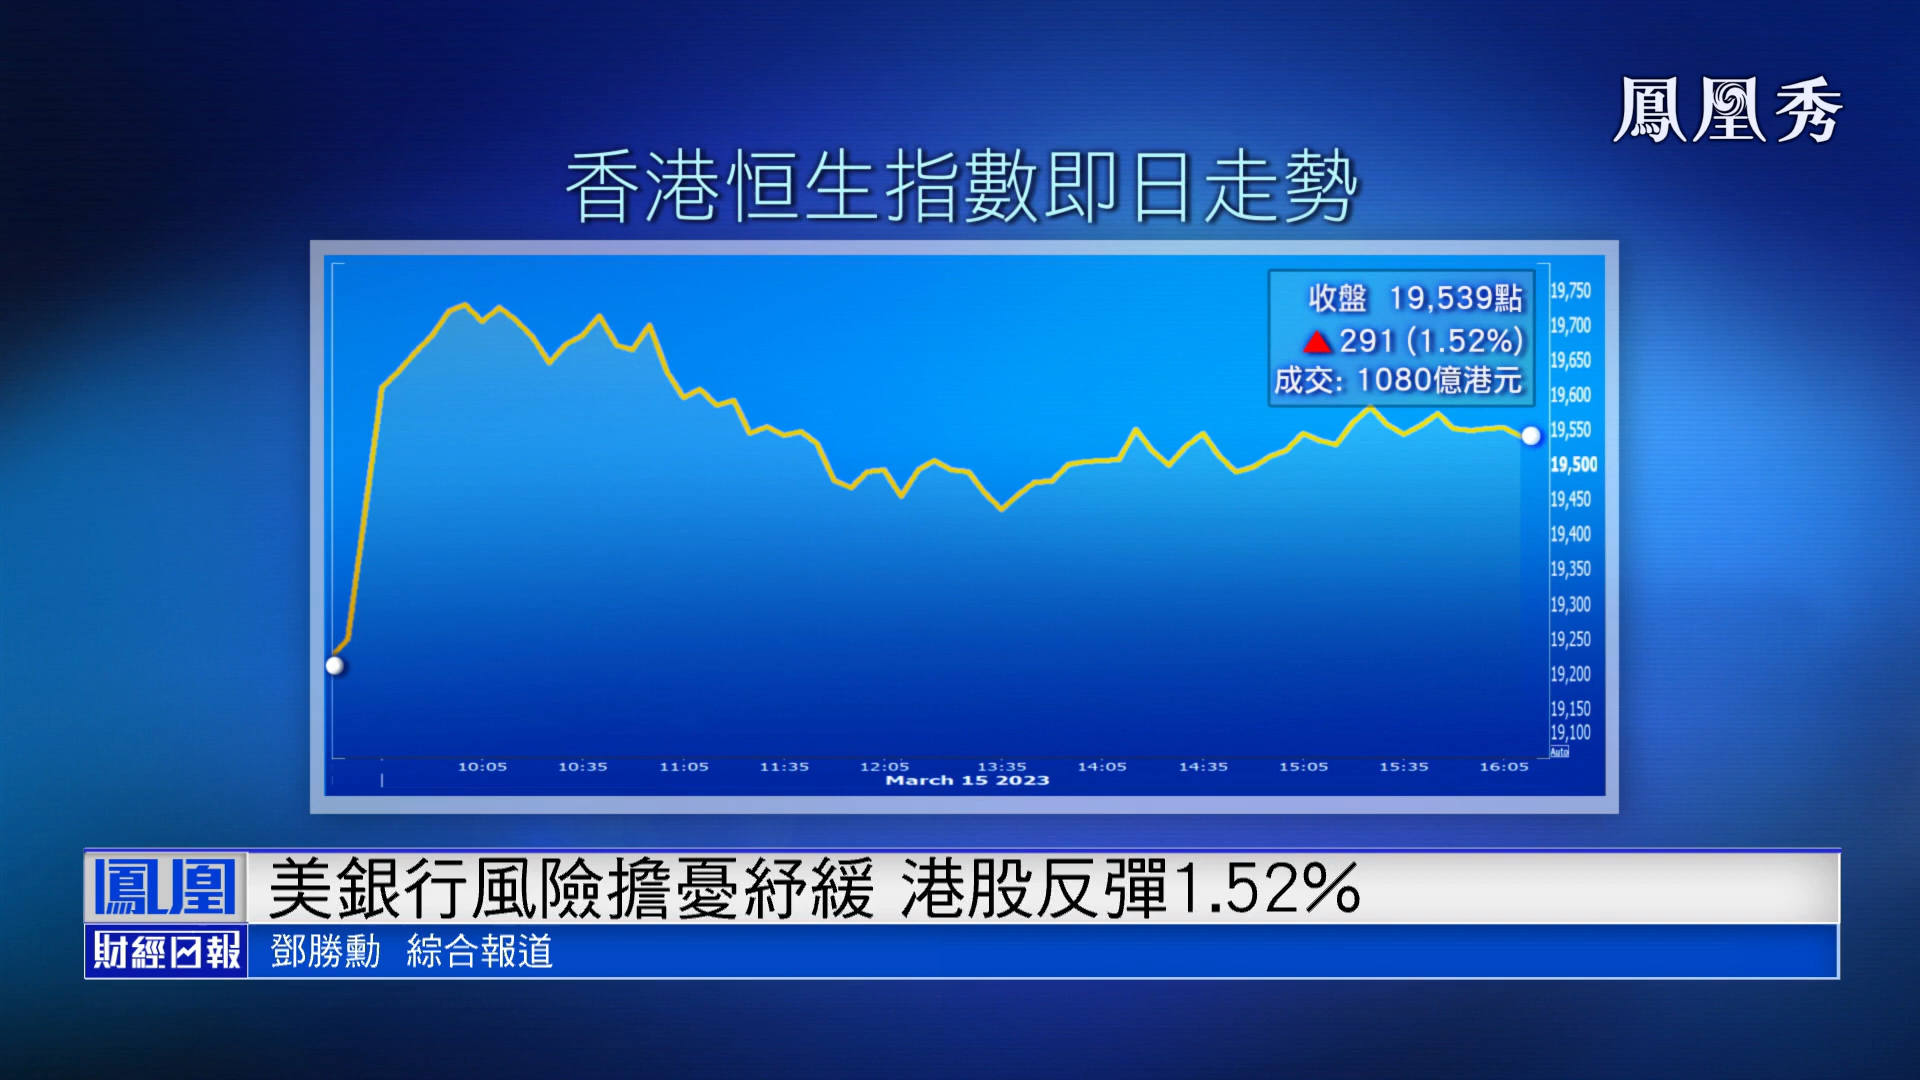 鳳凰秀
香港恒生指數即日走勢
收盤 19,539點
▲ 291 (1.52%)
成交: 1080億港元
19,750
19,700
19,650
19,600
19,550
19,500
19,450
19,400
19,350
19,300
19,250
19,200
19,150
19,100
Auto
10:05 10:35 11:05 11:35 12:05 13:35 14:05 14:35 15:05 15:35 16:05
March 15 2023
鳳凰
美銀行風險擔憂紓緩 港股反彈1.52%
財經日報
鄧勝勳 綜合報道